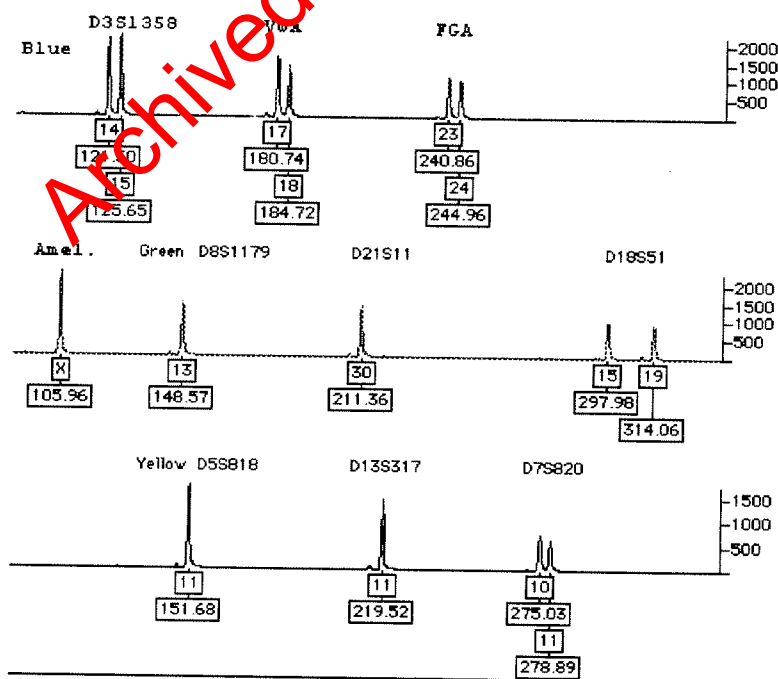 D3S1358 vWA FGA
Blue
2000
1500
1000
500
14 17 23
180.74 240.86
15 18 24
125.65 184.72 244.96
Archived
Amel. Green D8S1179 D21S11 D18S51
2000
1500
1000
500
X 13 30 15 19
105.96 148.57 211.36 297.98
314.06
Yellow D5S818 D13S317 D7S820
1500
1000
500
11 11 10
151.68 219.52 275.03
11
278.89